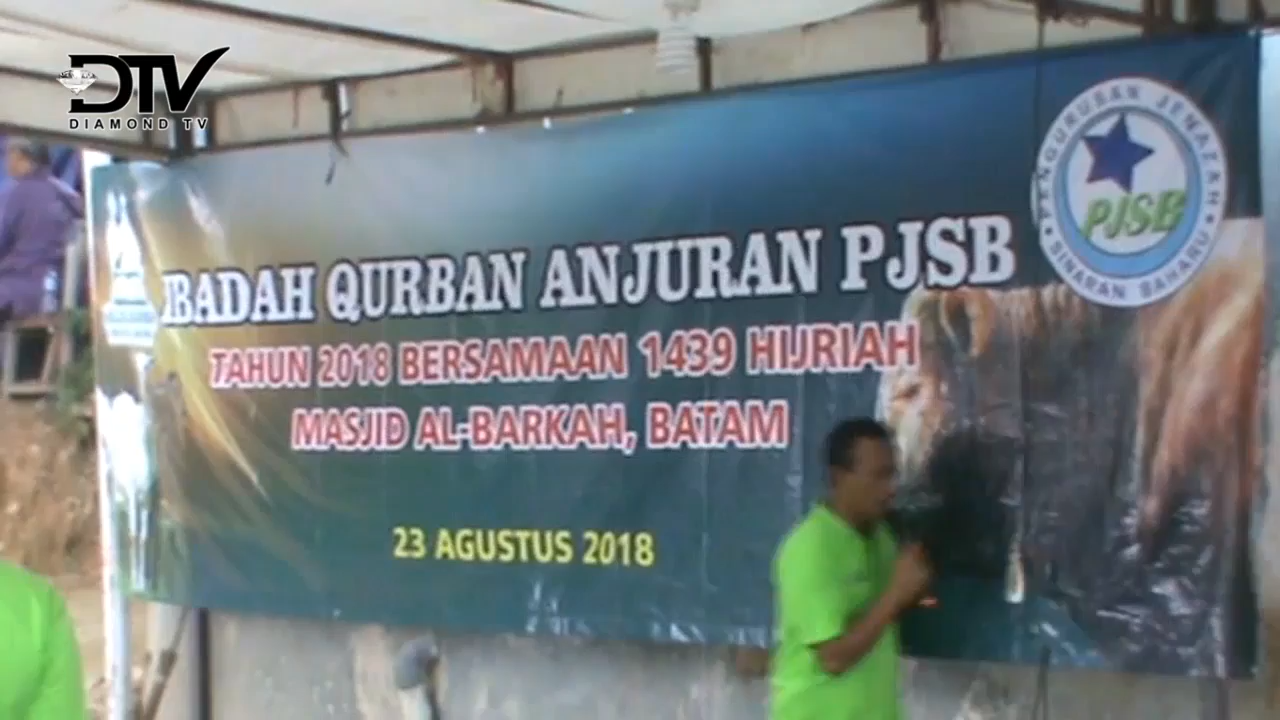 DTV
DIAMOND TV
IBADAH QURBAN ANJURAN PJSB
TAHUN 2018 BERSAMAAN 1439 HIJRIAH
MASJID AL-BARKAH, BATAM
23 AGUSTUS 2018
PENGURUSAN JENAZAH
PJSB
SINARAN BAHARU